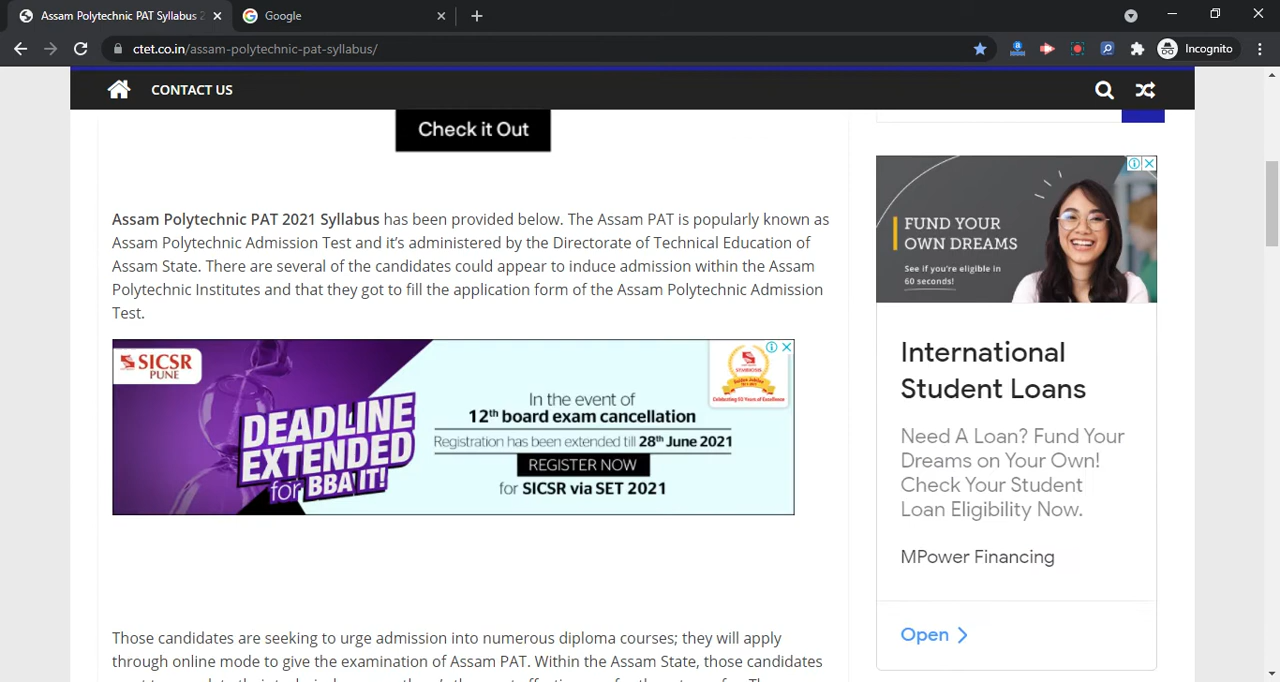 Assam Polytechnic PAT Syllabus 2
Google
ctet.co.in/assam-polytechnic-pat-syllabus/
Incognito
CONTACT US
Check it Out
Assam Polytechnic PAT 2021 Syllabus has been provided below. The Assam PAT is popularly known as
Assam Polytechnic Admission Test and it's administered by the Directorate of Technical Education of
Assam State. There are several of the candidates could appear to induce admission within the Assam
Polytechnic Institutes and that they got to fill the application form of the Assam Polytechnic Admission
Test.
SICSR
PUNE
DEADLINE
EXTENDED
for BBA IT!
In the event of
12th board exam cancellation
Registration has been extended till 28th June 2021
REGISTER NOW
for SICSR via SET 2021
SYMBIOSIS
Golden Jubilee
Celebrating 50 Years of Excellence
Those candidates are seeking to urge admission into numerous diploma courses; they will apply
through online mode to give the examination of Assam PAT. Within the Assam State, those candidates
FUND YOUR
OWN DREAMS
See if you're eligible in
60 seconds!
International
Student Loans
Need A Loan? Fund Your
Dreams on Your Own!
Check Your Student
Loan Eligibility Now.
MPower Financing
Open